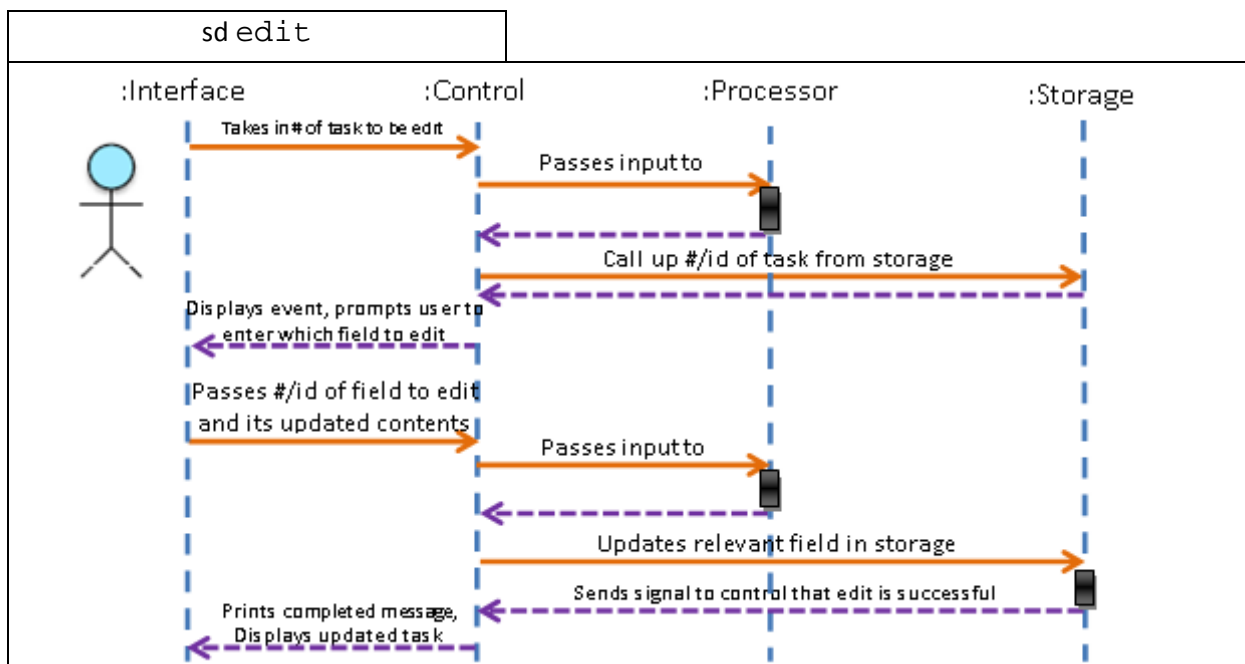 sd edit
:Interface :Control :Processor :Storage
Takes in # of task to be edit
Passes input to
Call up #/id of task from storage
Displays event, prompts user to
enter which field to edit
Passes #/id of field to edit
and its updated contents
Passes input to
Updates relevant field in storage
Sends signal to control that edit is successful
Prints completed message,
Displays updated task